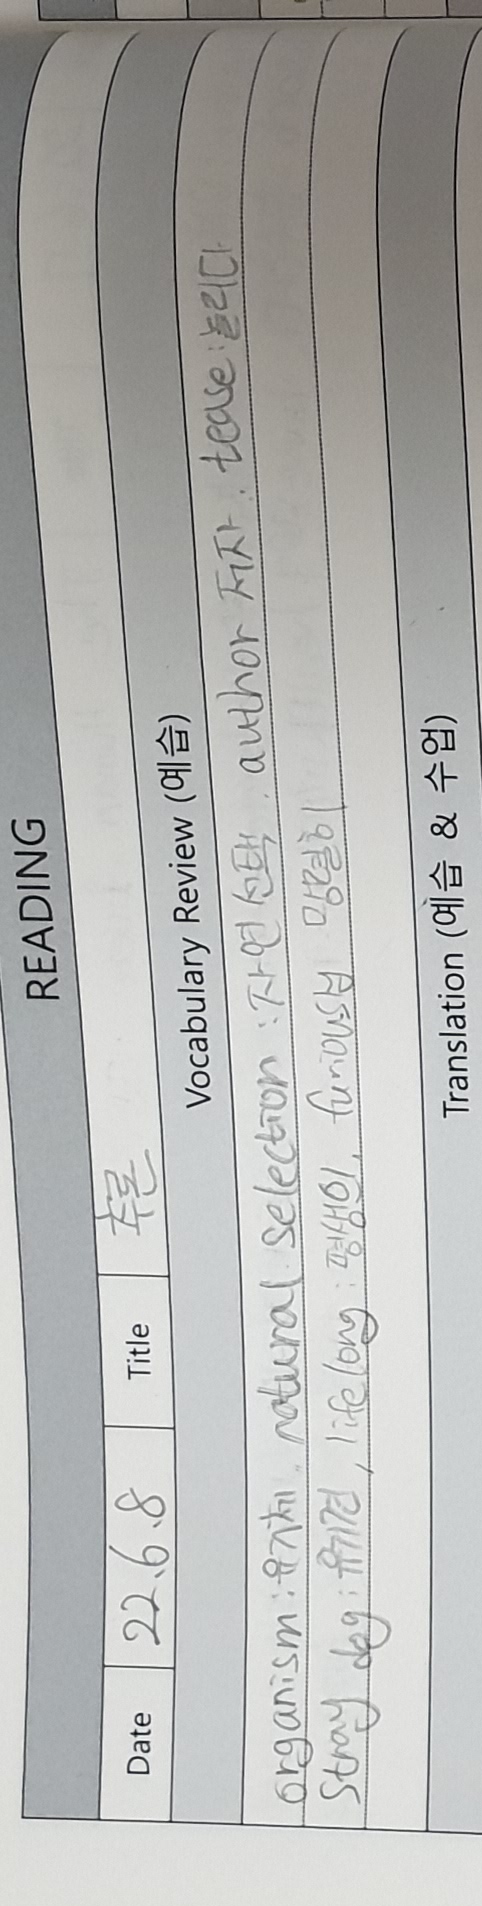 READING
Date 22.6.8 Title 추론
Vocabulary Review (예습)
organism : 유기체. natural selection : 자연선택. author 저자. tease : 놀리다
Stray dog : 유기견, lifelong : 평생의, furiously 맹렬히
Translation (예습 & 수업)